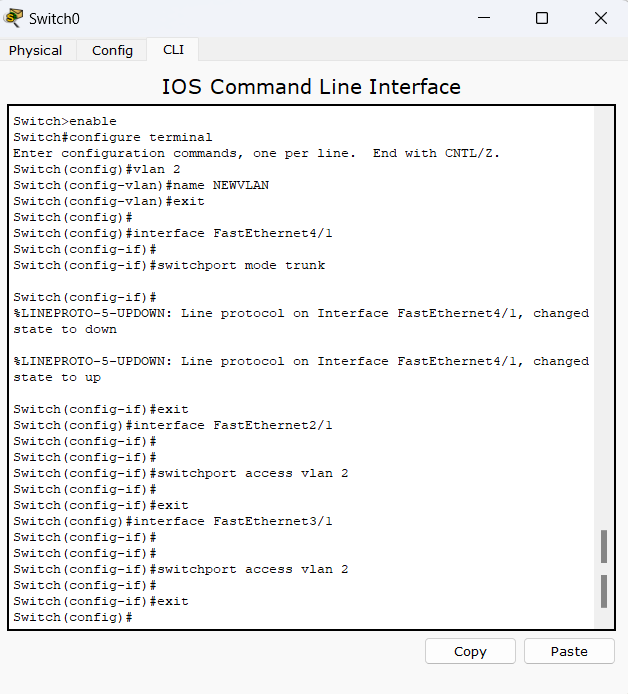 Switch0
Physical Config CLI
IOS Command Line Interface
Switch>enable
Switch#configure terminal
Enter configuration commands, one per line.  End with CNTL/Z.
Switch(config)#vlan 2
Switch(config-vlan)#name NEWVLAN
Switch(config-vlan)#exit
Switch(config)#
Switch(config)#interface FastEthernet4/1
Switch(config-if)#
Switch(config-if)#switchport mode trunk
Switch(config-if)#
%LINEPROTO-5-UPDOWN: Line protocol on Interface FastEthernet4/1, changed
state to down
%LINEPROTO-5-UPDOWN: Line protocol on Interface FastEthernet4/1, changed
state to up
Switch(config-if)#exit
Switch(config)#interface FastEthernet2/1
Switch(config-if)#
Switch(config-if)#
Switch(config-if)#switchport access vlan 2
Switch(config-if)#
Switch(config-if)#exit
Switch(config)#interface FastEthernet3/1
Switch(config-if)#
Switch(config-if)#
Switch(config-if)#switchport access vlan 2
Switch(config-if)#
Switch(config-if)#exit
Switch(config)#
Copy Paste